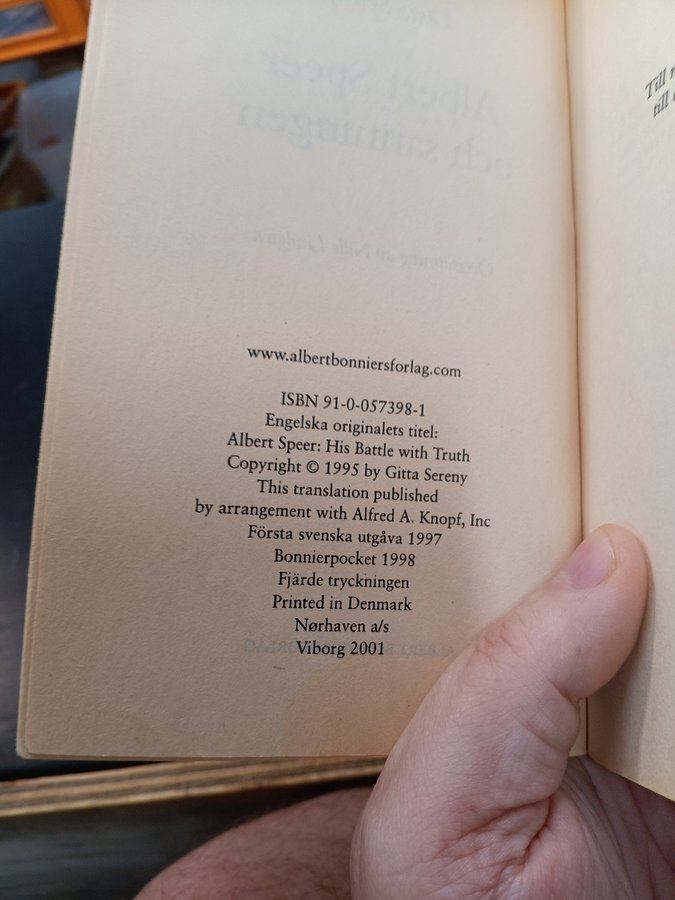 www.albertbonniersforlag.com
ISBN 91-0-057398-1
Engelska originalets titel:
Albert Speer: His Battle with Truth
Copyright © 1995 by Gitta Sereny
This translation published
by arrangement with Alfred A. Knopf, Inc
Första svenska utgåva 1997
Bonnierpocket 1998
Fjärde tryckningen
Printed in Denmark
Nørhaven a/s
Viborg 2001
Till
till